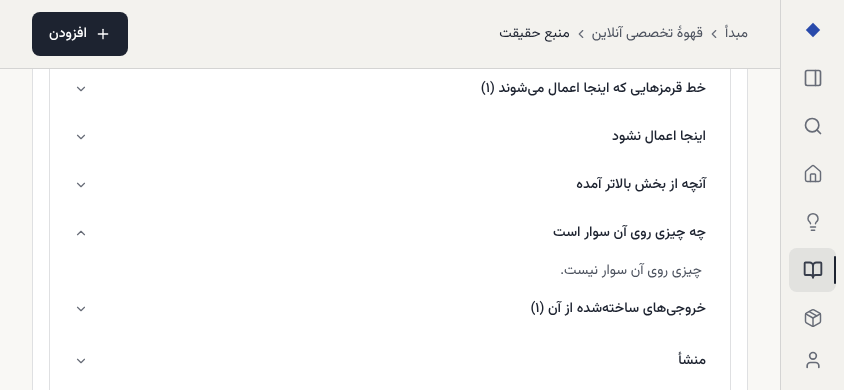 مبدأ › قهوهٔ تخصصی آنلاین › منبع حقیقت
افزودن
خط قرمزهایی که اینجا اعمال می‌شوند (۱)
اینجا اعمال نشود
آنچه از بخش بالاتر آمده
چه چیزی روی آن سوار است
چیزی روی آن سوار نیست.
خروجی‌های ساخته‌شده از آن (۱)
منشأ